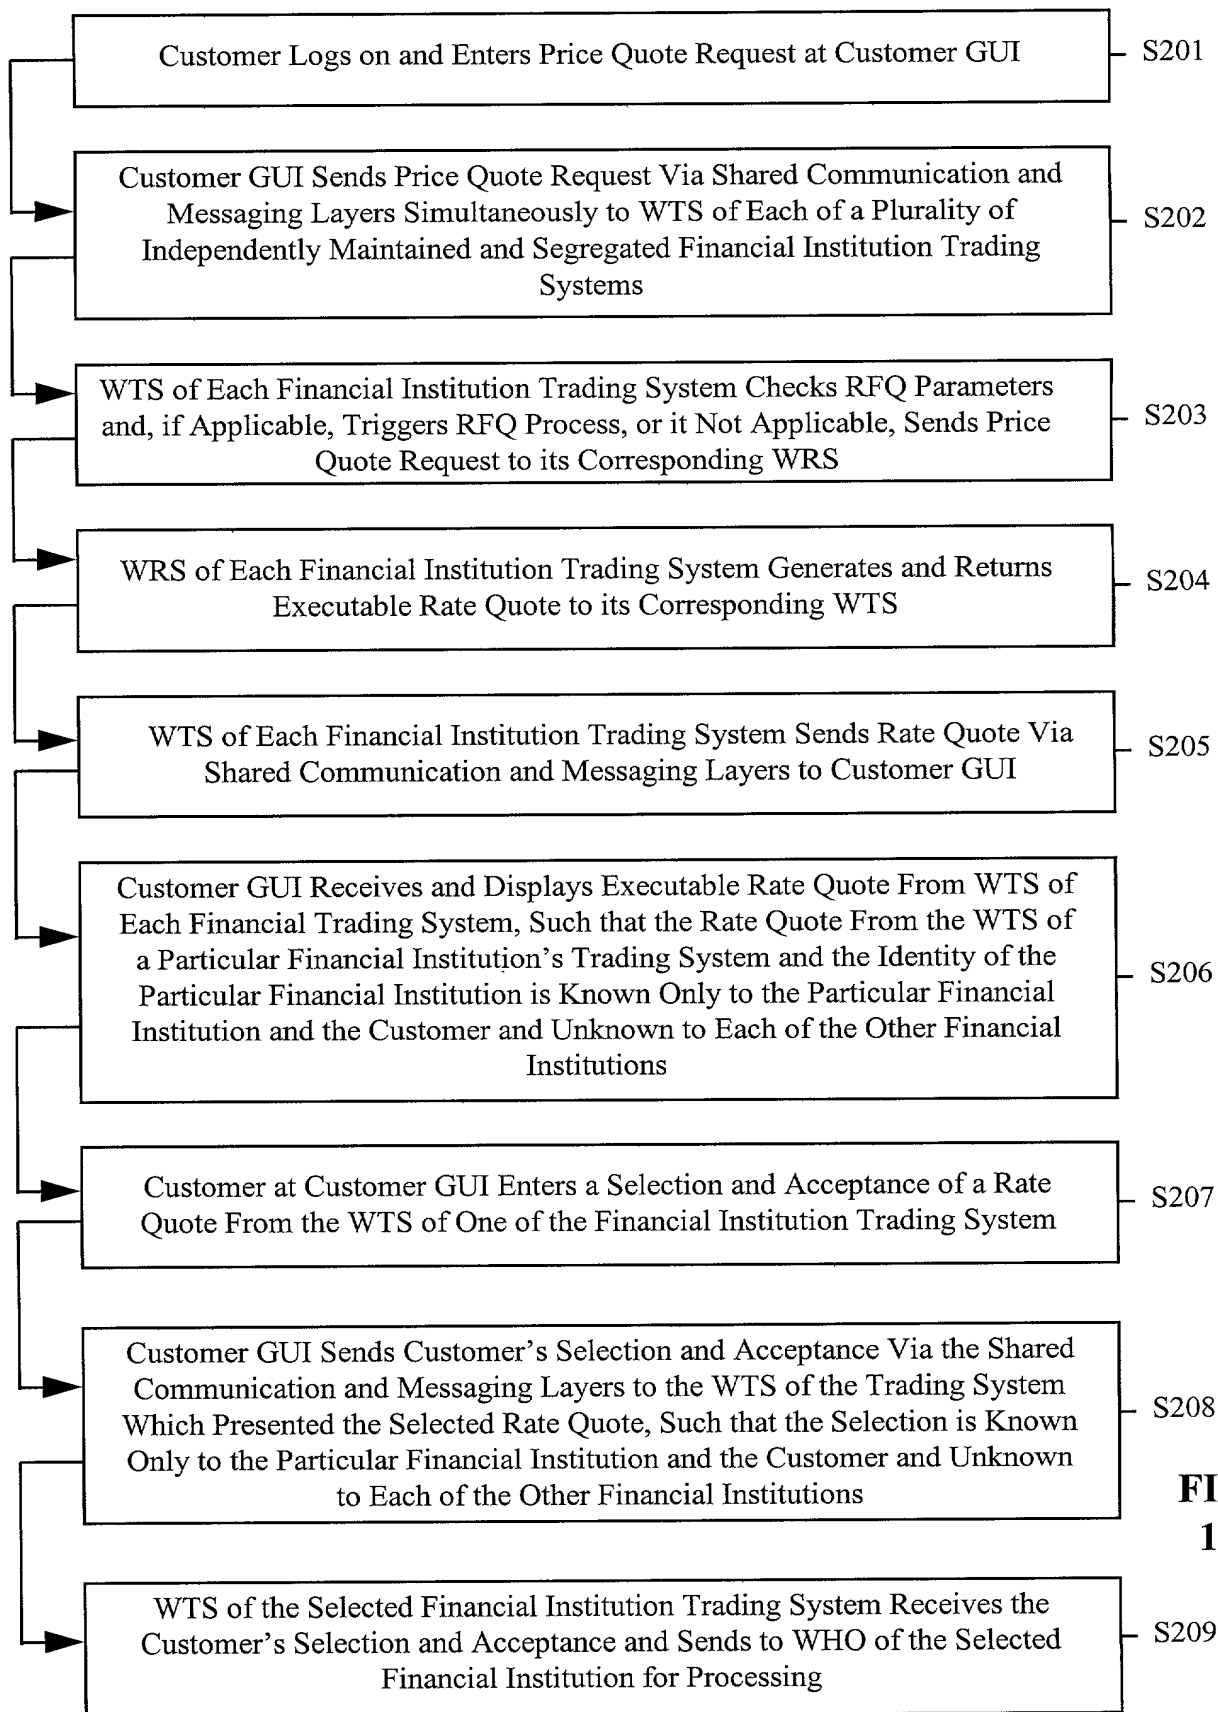 Customer Logs on and Enters Price Quote Request at Customer GUI
S201
Customer GUI Sends Price Quote Request Via Shared Communication and
Messaging Layers Simultaneously to WTS of Each of a Plurality of
Independently Maintained and Segregated Financial Institution Trading
Systems
S202
WTS of Each Financial Institution Trading System Checks RFQ Parameters
and, if Applicable, Triggers RFQ Process, or it Not Applicable, Sends Price
Quote Request to its Corresponding WRS
S203
WRS of Each Financial Institution Trading System Generates and Returns
Executable Rate Quote to its Corresponding WTS
S204
WTS of Each Financial Institution Trading System Sends Rate Quote Via
Shared Communication and Messaging Layers to Customer GUI
S205
Customer GUI Receives and Displays Executable Rate Quote From WTS of
Each Financial Trading System, Such that the Rate Quote From the WTS of
a Particular Financial Institution's Trading System and the Identity of the
Particular Financial Institution is Known Only to the Particular Financial
Institution and the Customer and Unknown to Each of the Other Financial
Institutions
S206
Customer at Customer GUI Enters a Selection and Acceptance of a Rate
Quote From the WTS of One of the Financial Institution Trading System
S207
Customer GUI Sends Customer's Selection and Acceptance Via the Shared
Communication and Messaging Layers to the WTS of the Trading System
Which Presented the Selected Rate Quote, Such that the Selection is Known
Only to the Particular Financial Institution and the Customer and Unknown
to Each of the Other Financial Institutions
S208
FI
1
WTS of the Selected Financial Institution Trading System Receives the
Customer's Selection and Acceptance and Sends to WHO of the Selected
Financial Institution for Processing
S209